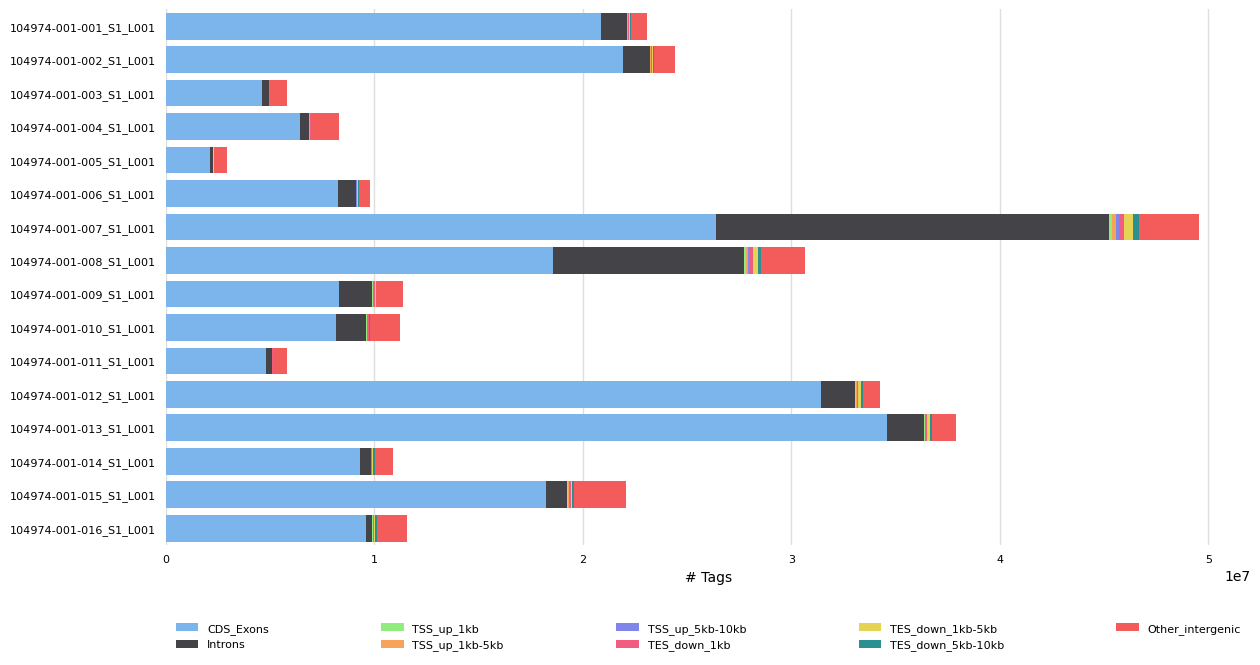 104974-001-001_S1_L001
104974-001-002_S1_L001
104974-001-003_S1_L001
104974-001-004_S1_L001
104974-001-005_S1_L001
104974-001-006_S1_L001
104974-001-007_S1_L001
104974-001-008_S1_L001
104974-001-009_S1_L001
104974-001-010_S1_L001
104974-001-011_S1_L001
104974-001-012_S1_L001
104974-001-013_S1_L001
104974-001-014_S1_L001
104974-001-015_S1_L001
104974-001-016_S1_L001
0 1 2 3 4 5
# Tags 1e7
CDS_Exons TSS_up_1kb TSS_up_5kb-10kb TES_down_1kb-5kb Other_intergenic
Introns TSS_up_1kb-5kb TES_down_1kb TES_down_5kb-10kb